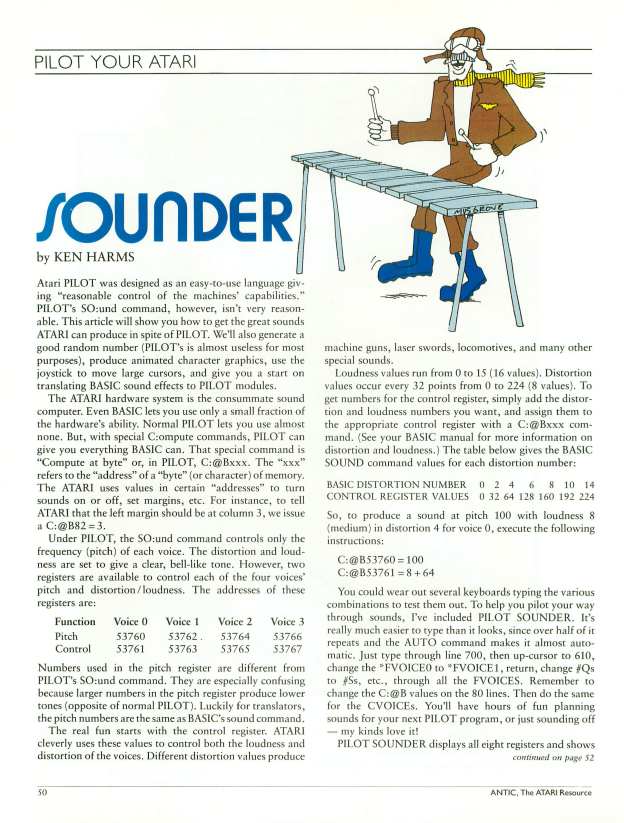 PILOT YOUR ATARI
MUSGROVE
SOUNDER
by KEN HARMS
Atari PILOT was designed as an easy-to-use language giv-
ing “reasonable control of the machines’ capabilities.”
PILOT’s SO:und command, however, isn’t very reason-
able. This article will show you how to get the great sounds
ATARI can produce in spite of PILOT. We’ll also generate a
good random number (PILOT’s is almost useless for most
purposes), produce animated character graphics, use the
joystick to move large cursors, and give you a start on
translating BASIC sound effects to PILOT modules.
The ATARI hardware system is the consummate sound
computer. Even BASIC lets you use only a small fraction of
the hardware’s ability. Normal PILOT lets you use almost
none. But, with special C:ompute commands, PILOT can
give you everything BASIC can. That special command is
“Compute at byte” or, in PILOT, C:@Bxxx. The “xxx”
refers to the “address” of a “byte” (or character) of memory.
The ATARI uses values in certain “addresses” to turn
sounds on or off, set margins, etc. For instance, to tell
ATARI that the left margin should be at column 3, we issue
a C:@B82 = 3.
Under PILOT, the SO:und command controls only the
frequency (pitch) of each voice. The distortion and loud-
ness are set to give a clear, bell-like tone. However, two
registers are available to control each of the four voices’
pitch and distortion/loudness. The addresses of these
registers are:
Function Voice 0 Voice 1 Voice 2 Voice 3
Pitch 53760 53762 . 53764 53766
Control 53761 53763 53765 53767
Numbers used in the pitch register are different from
PILOT’s SO:und command. They are especially confusing
because larger numbers in the pitch register produce lower
tones (opposite of normal PILOT). Luckily for translators,
the pitch numbers are the same as BASIC’s sound command.
The real fun starts with the control register. ATARI
cleverly uses these values to control both the loudness and
distortion of the voices. Different distortion values produce
machine guns, laser swords, locomotives, and many other
special sounds.
Loudness values run from 0 to 15 (16 values). Distortion
values occur every 32 points from 0 to 224 (8 values). To
get numbers for the control register, simply add the distor-
tion and loudness numbers you want, and assign them to
the appropriate control register with a C:@Bxxx com-
mand. (See your BASIC manual for more information on
distortion and loudness.) The table below gives the BASIC
SOUND command values for each distortion number:
BASIC DISTORTION NUMBER 0 2 4 6 8 10 14
CONTROL REGISTER VALUES 0 32 64 128 160 192 224
So, to produce a sound at pitch 100 with loudness 8
(medium) in distortion 4 for voice 0, execute the following
instructions:
C:@B53760 = 100
C:@B53761 = 8 + 64
You could wear out several keyboards typing the various
combinations to test them out. To help you pilot your way
through sounds, I’ve included PILOT SOUNDER. It’s
really much easier to type than it looks, since over half of it
repeats and the AUTO command makes it almost auto-
matic. Just type through line 700, then up-cursor to 610,
change the *FVOICE0 to *FVOICE1, return, change #Qs
to #Ss, etc., through all the FVOICES. Remember to
change the C:@B values on the 80 lines. Then do the same
for the CVOICEs. You’ll have hours of fun planning
sounds for your next PILOT program, or just sounding off
— my kinds love it!
PILOT SOUNDER displays all eight registers and shows
continued on page 52
50
ANTIC, The ATARI Resource